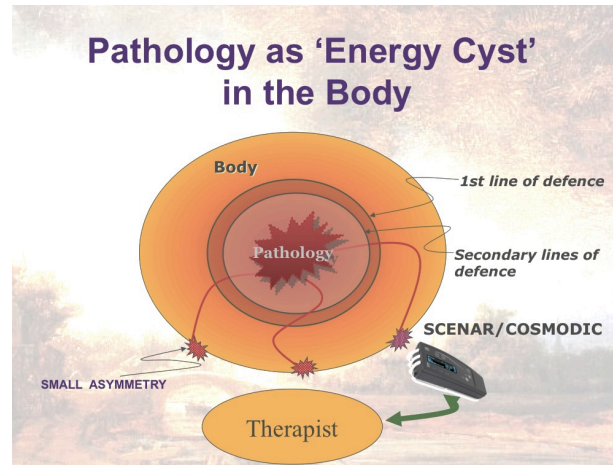 Pathology as ‘Energy Cyst’
in the Body
Body
1st line of defence
Pathology
Secondary lines of
defence
SCENAR/COSMODIC
SMALL ASYMMETRY
Therapist